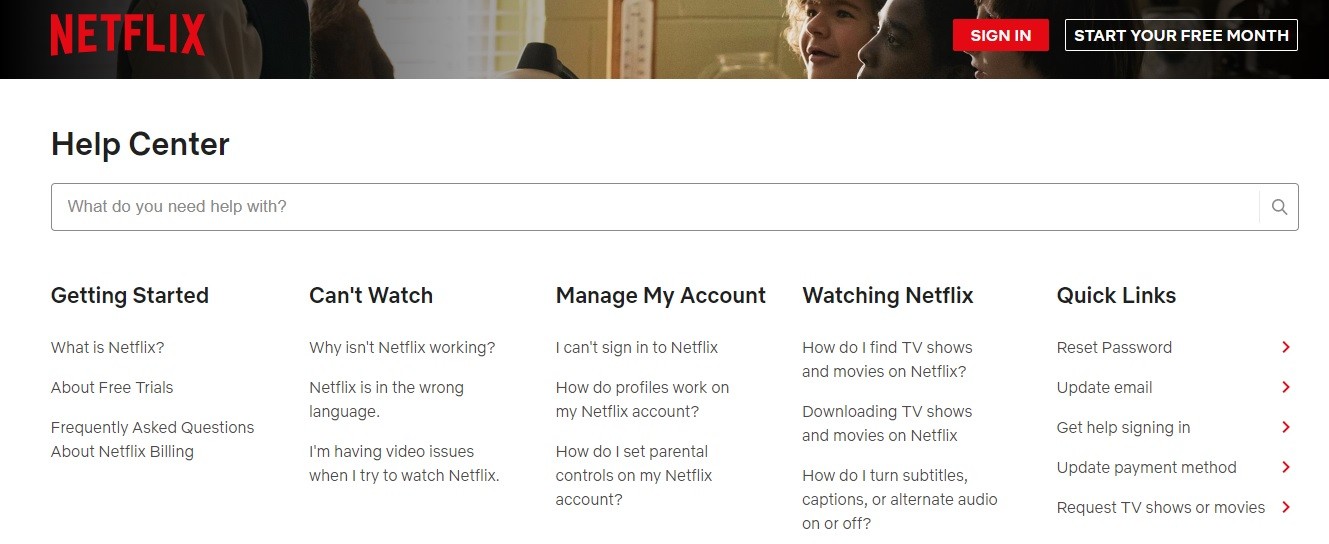 NETFLIX
SIGN IN
START YOUR FREE MONTH
Help Center
What do you need help with?
Getting Started
What is Netflix?
About Free Trials
Frequently Asked Questions
About Netflix Billing
Can't Watch
Why isn't Netflix working?
Netflix is in the wrong
language.
I'm having video issues
when I try to watch Netflix.
Manage My Account
I can't sign in to Netflix
How do profiles work on
my Netflix account?
How do I set parental
controls on my Netflix
account?
Watching Netflix
How do I find TV shows
and movies on Netflix?
Downloading TV shows
and movies on Netflix
How do I turn subtitles,
captions, or alternate audio
on or off?
Quick Links
Reset Password
Update email
Get help signing in
Update payment method
Request TV shows or movies